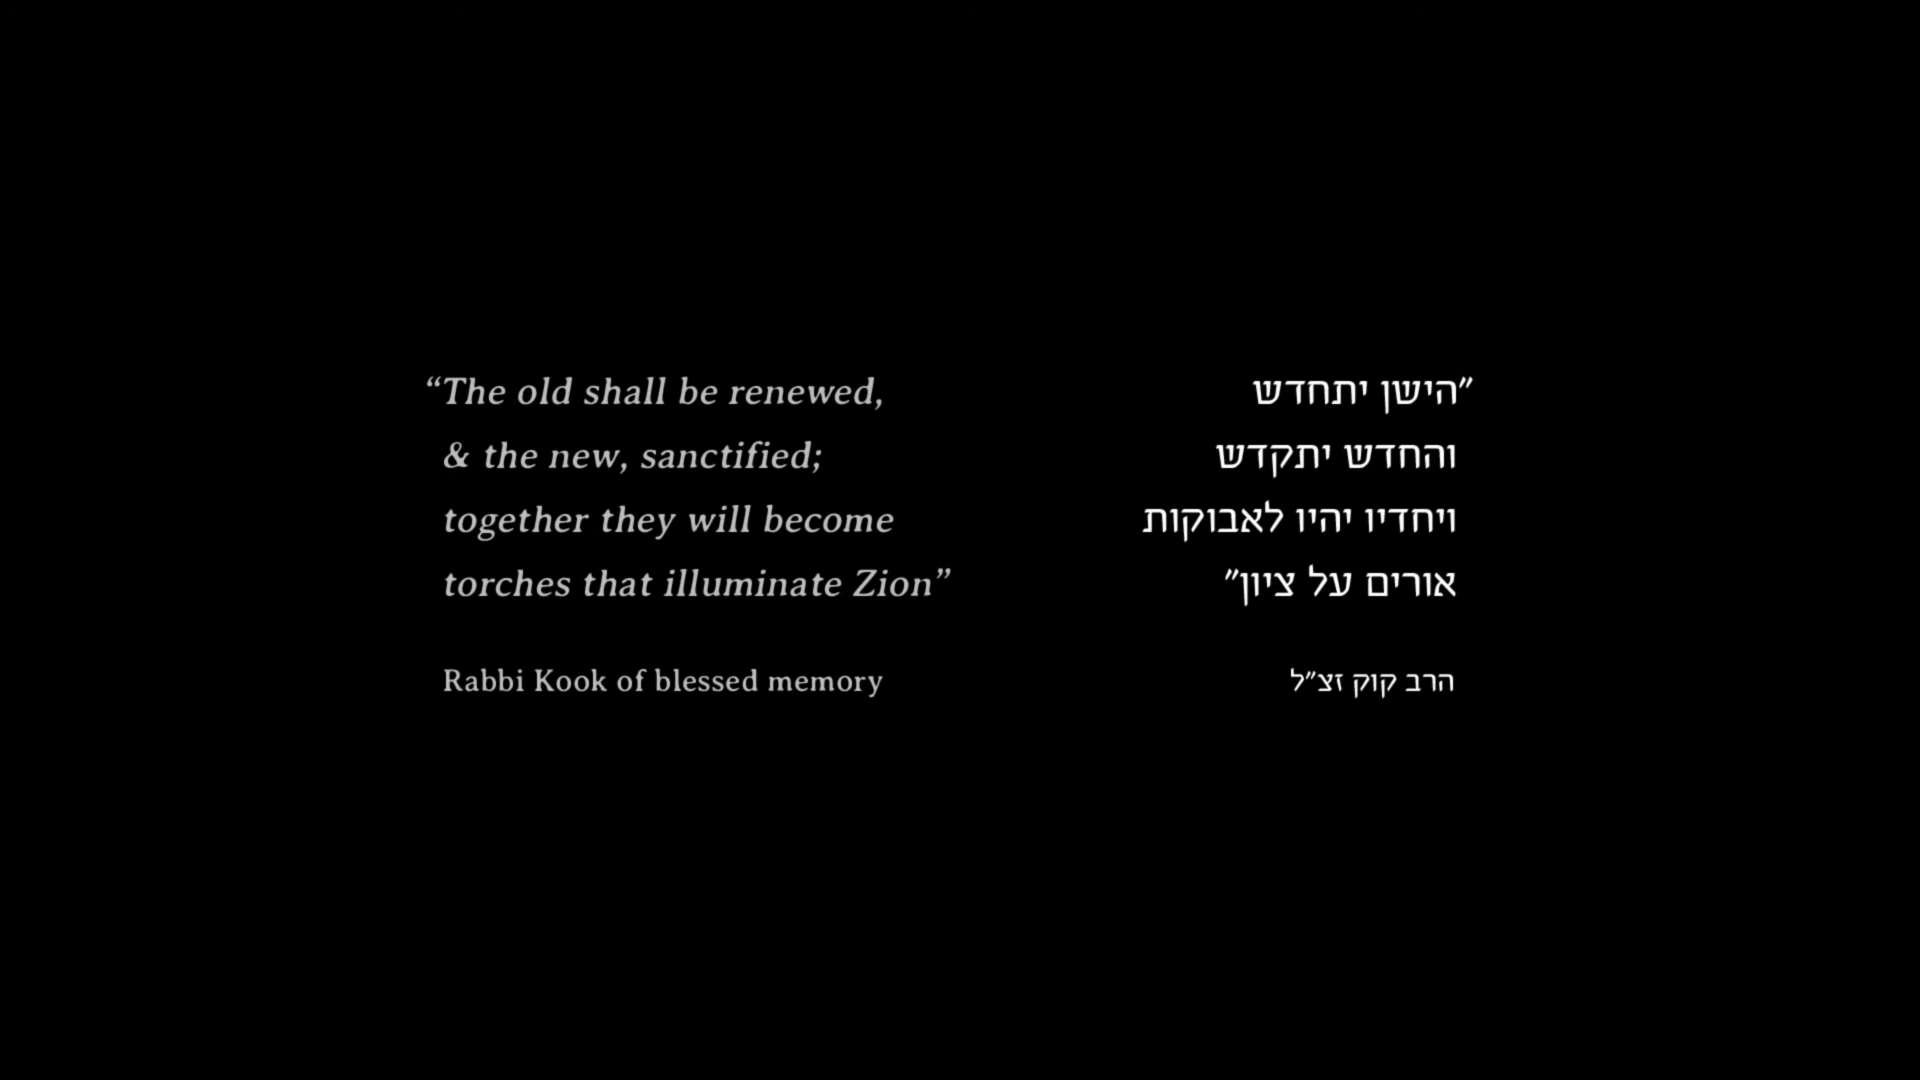 “The old shall be renewed,
& the new, sanctified;
together they will become
torches that illuminate Zion”
Rabbi Kook of blessed memory
״הישן יתחדש
והחדש יתקדש
ויחדיו יהיו לאבוקות
אורים על ציון״
הרב קוק זצ״ל